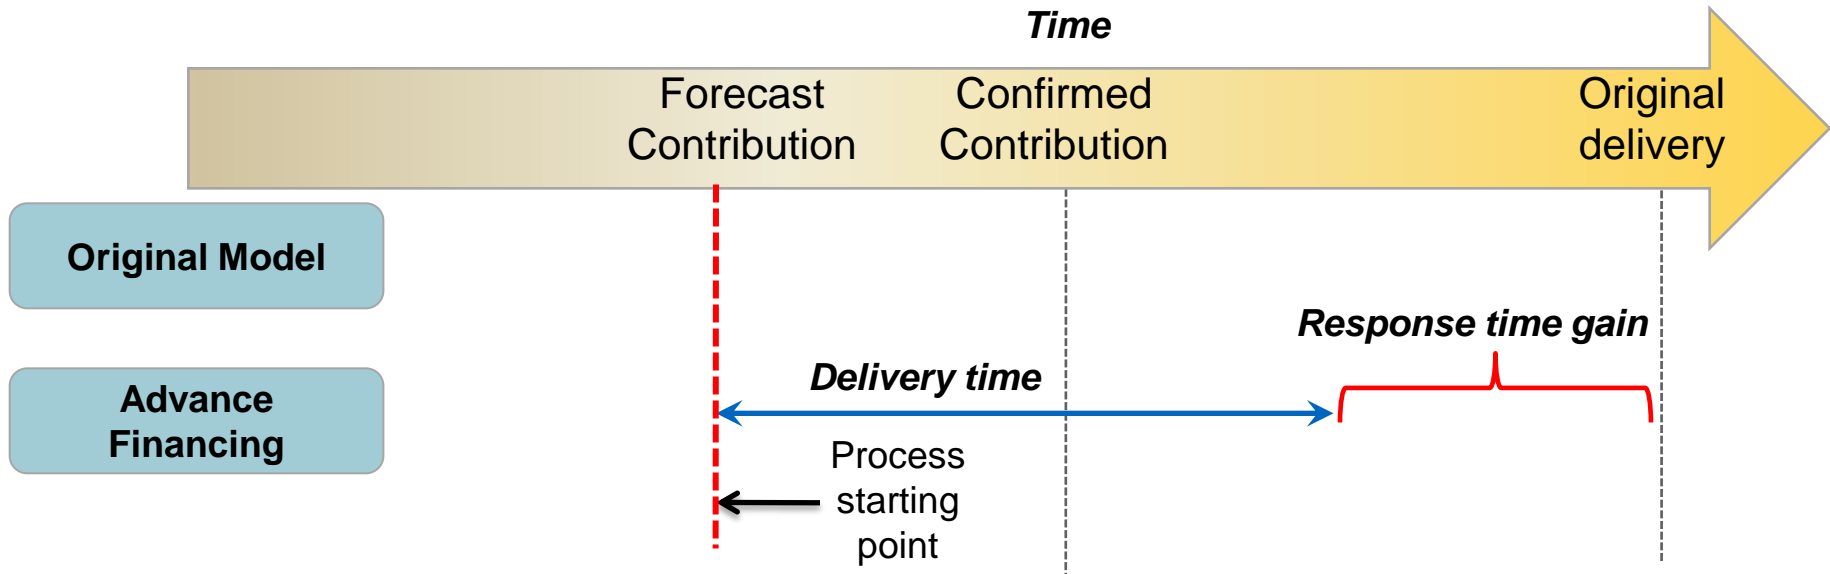 Time
Forecast
Contribution
Confirmed
Contribution
Original
delivery
Original Model
Response time gain
Delivery time
Advance
Financing
Process
starting
point